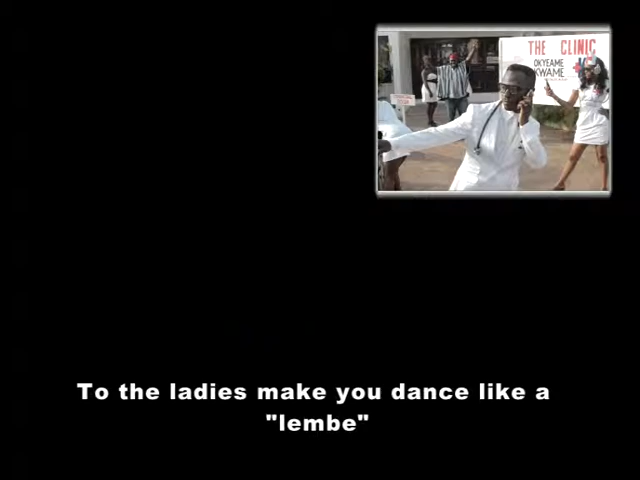 THE CLINIC
OKYEAME
KWAME
To the ladies make you dance like a
"lembe"